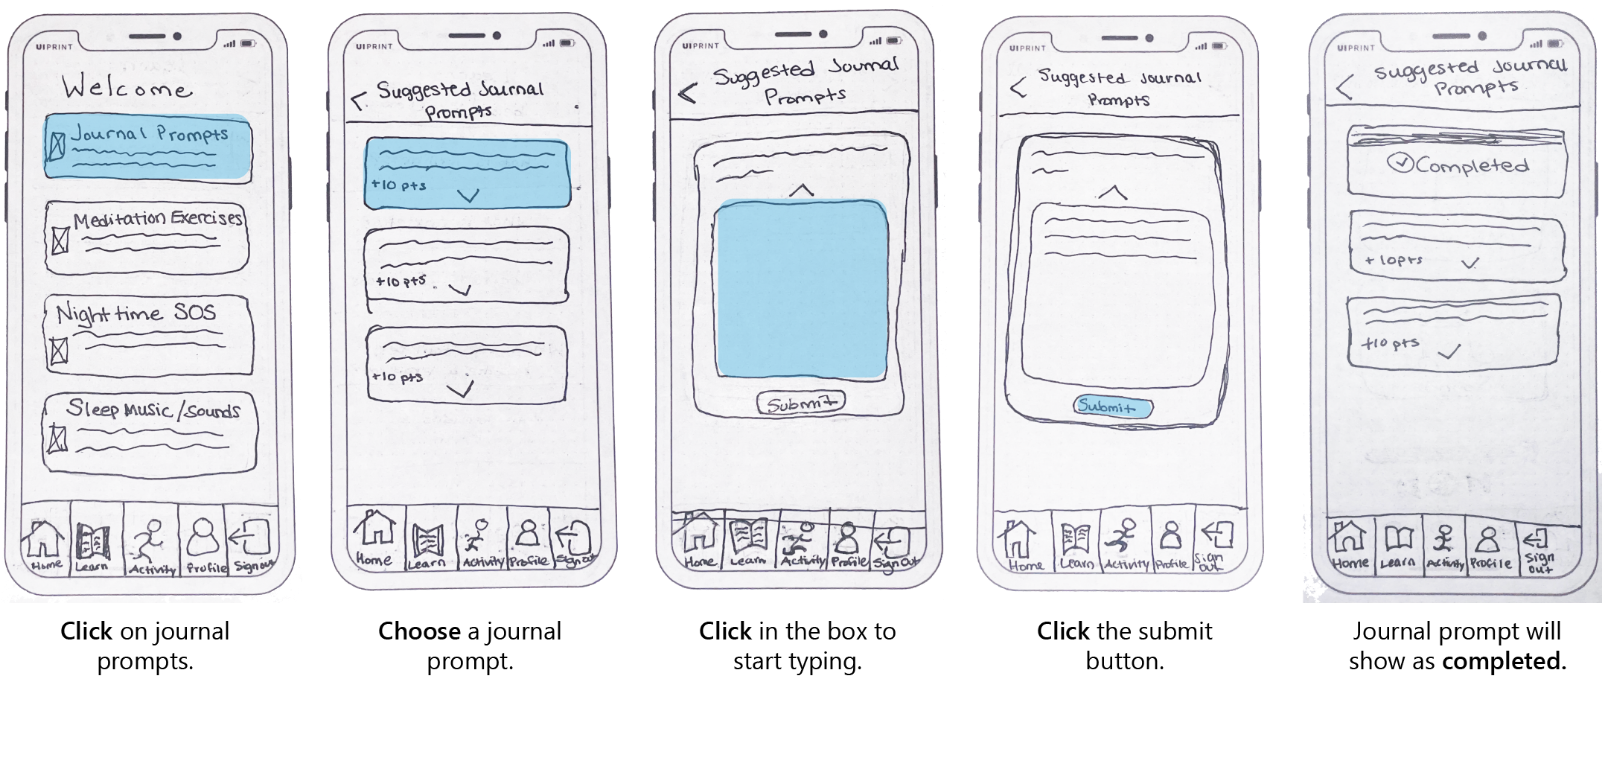 UIPRINT
Welcome
Journal Prompts
Meditation Exercises
Nighttime SOS
Sleep Music/Sounds
Home
Learn
Activity
Profile
Sign out
Click on journal
prompts.
UIPRINT
Suggested Journal
Prompts
+10 pts
+10 pts.
+10 pts
Home
Learn
Activity
Profile
Sign out
Choose a journal
prompt.
UIPRINT
Suggested Journal
Prompts
Submit
Home
Learn
Activity
Profile
Sign Out
Click in the box to
start typing.
UIPRINT
Suggested Journal
Prompts
Submit
Home
Learn
Activity
Profile
Sign
out
Click the submit
button.
UIPRINT
Suggested Journal
Prompts
Completed
+10pts
+10 pts
Home
Learn
Activity
Profile
Sign
out
Journal prompt will
show as completed.